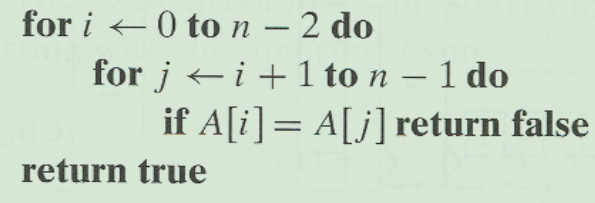 for i ← 0 to n − 2 do
for j ← i + 1 to n − 1 do
if A[i] = A[j] return false
return true